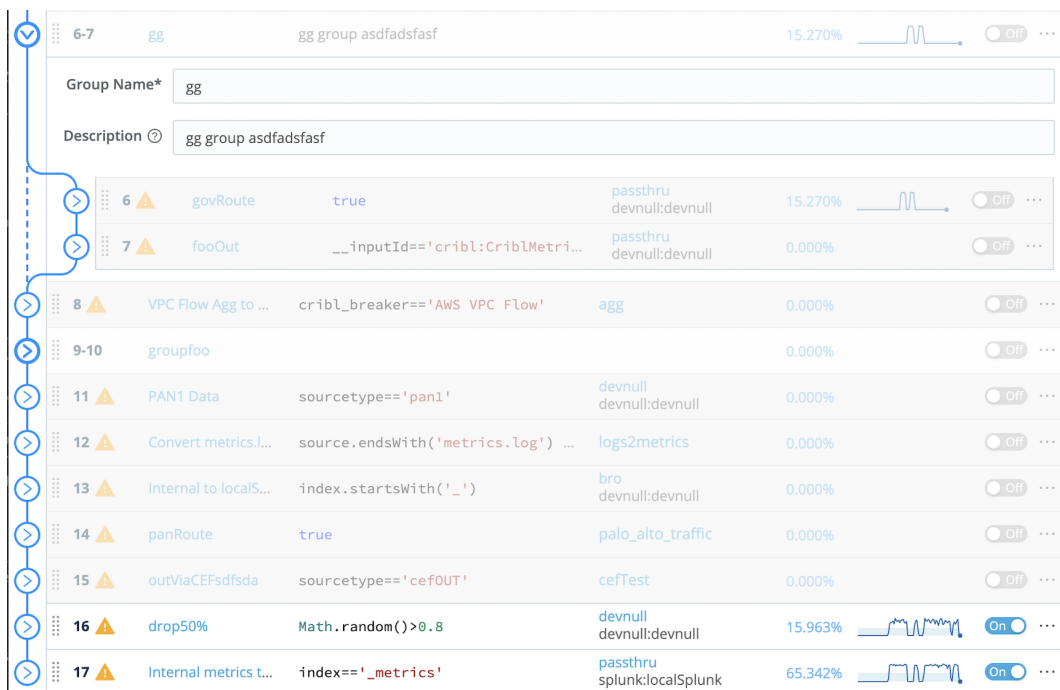 6-7 gg gg group asdfadsfasf 15.270% Off ...
Group Name* gg
Description gg group asdfadsfasf
6 govRoute true passthru 15.270% Off ...
devnull:devnull
7 fooOut __inputId=='cribl:CriblMetri... passthru 0.000% Off ...
devnull:devnull
8 VPC Flow Agg to ... cribl_breaker=='AWS VPC Flow' agg 0.000% Off ...
9-10 groupfoo 0.000% Off ...
11 PAN1 Data sourcetype=='pan1' devnull 0.000% Off ...
devnull:devnull
12 Convert metrics.l... source.endsWith('metrics.log') ... logs2metrics 0.000% Off ...
13 Internal to localS... index.startsWith('_') bro 0.000% Off ...
devnull:devnull
14 panRoute true palo_alto_traffic 0.000% Off ...
15 outViaCEFsdfsda sourcetype=='cefOUT' cefTest 0.000% Off ...
16 drop50% Math.random()>0.8 devnull 15.963% On ...
devnull:devnull
17 Internal metrics t... index=='_metrics' passthru 65.342% On ...
splunk:localSplunk